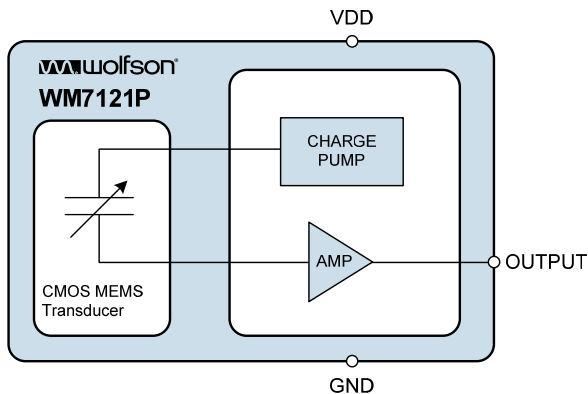 VDD
wolfson®
WM7121P
CHARGE
PUMP
AMP
OUTPUT
CMOS MEMS
Transducer
GND